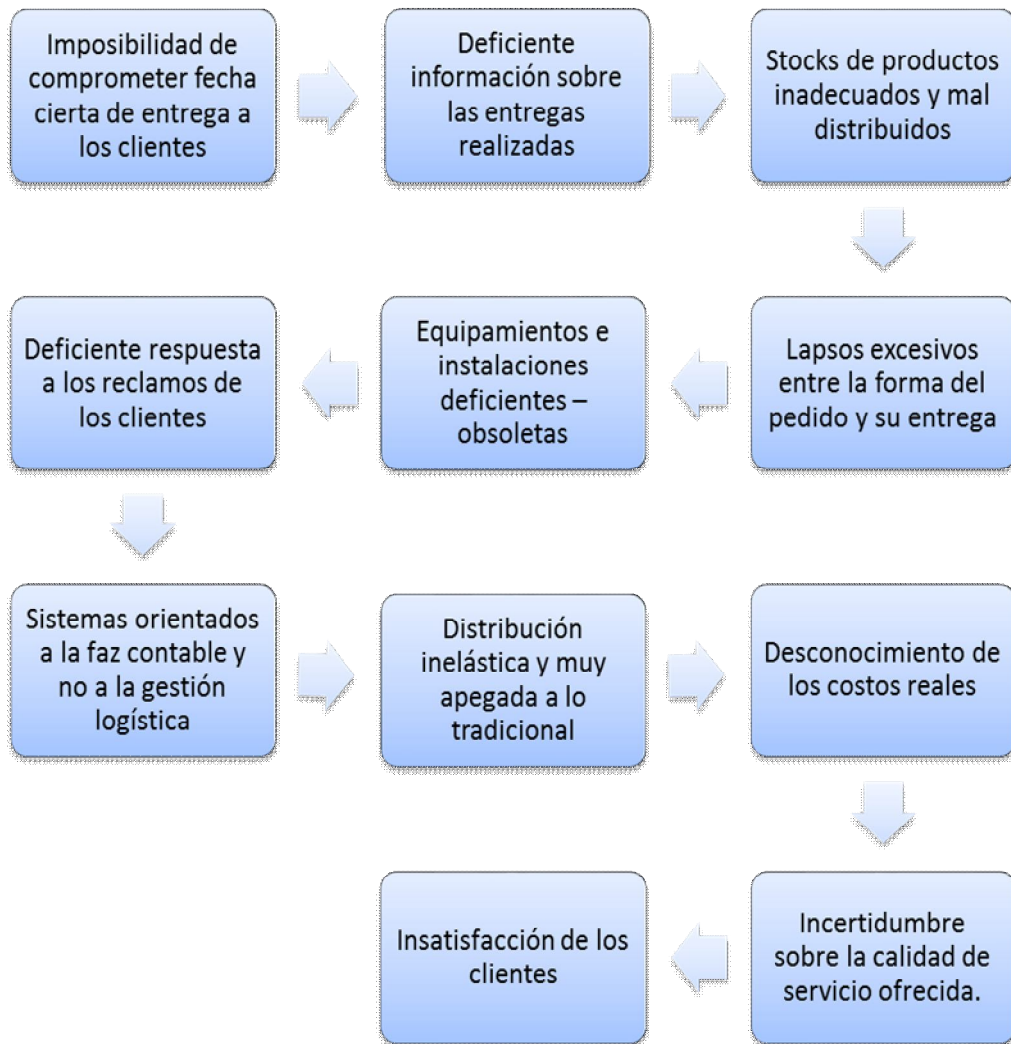 Imposibilidad de
comprometer fecha
cierta de entrega a
los clientes
Deficiente
información sobre
las entregas
realizadas
Stocks de productos
inadecuados y mal
distribuidos
Lapsos excesivos
entre la forma del
pedido y su entrega
Equipamientos e
instalaciones
deficientes –
obsoletas
Deficiente respuesta
a los reclamos de
los clientes
Sistemas orientados
a la faz contable y
no a la gestión
logística
Distribución
inelástica y muy
apegada a lo
tradicional
Desconocimiento de
los costos reales
Incertidumbre
sobre la calidad de
servicio ofrecida.
Insatisfacción de los
clientes